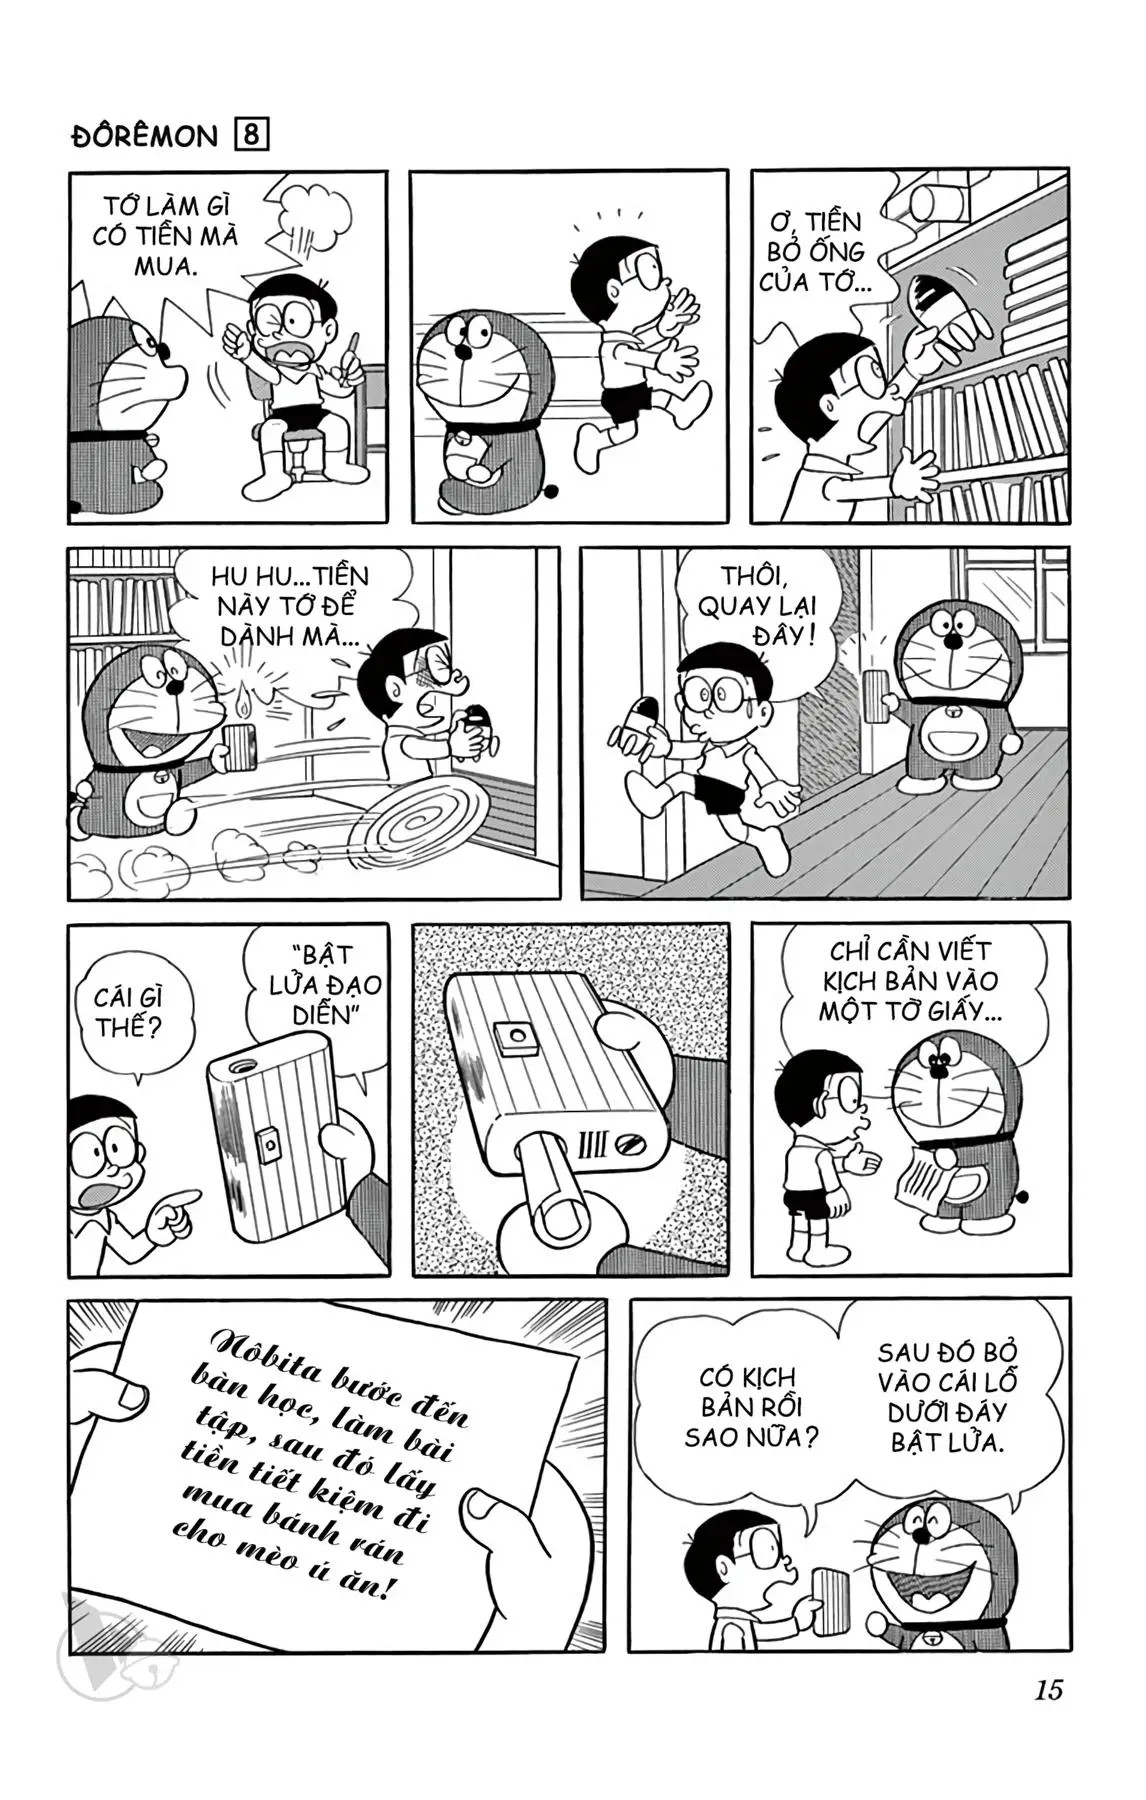 ĐÔRÊMON 8
TỚ LÀM GÌ
CÓ TIỀN MÀ
MUA.
Ơ, TIỀN
BỎ ỐNG
CỦA TỚ...
HU HU...TIỀN
NÀY TỚ ĐỂ
DÀNH MÀ...
THÔI,
QUAY LẠI
ĐÂY!
CÁI GÌ
THẾ?
“BẬT
LỬA ĐẠO
DIỄN”
CHỈ CẦN VIẾT
KỊCH BẢN VÀO
MỘT TỜ GIẤY...
Nôbita bước đến
bàn học, làm bài
tập, sau đó lấy
tiền tiết kiệm đi
mua bánh rán
cho mèo ú ăn!
CÓ KỊCH
BẢN RỒI
SAO NỮA?
SAU ĐÓ BỎ
VÀO CÁI LỖ
DƯỚI ĐÁY
BẬT LỬA.
15